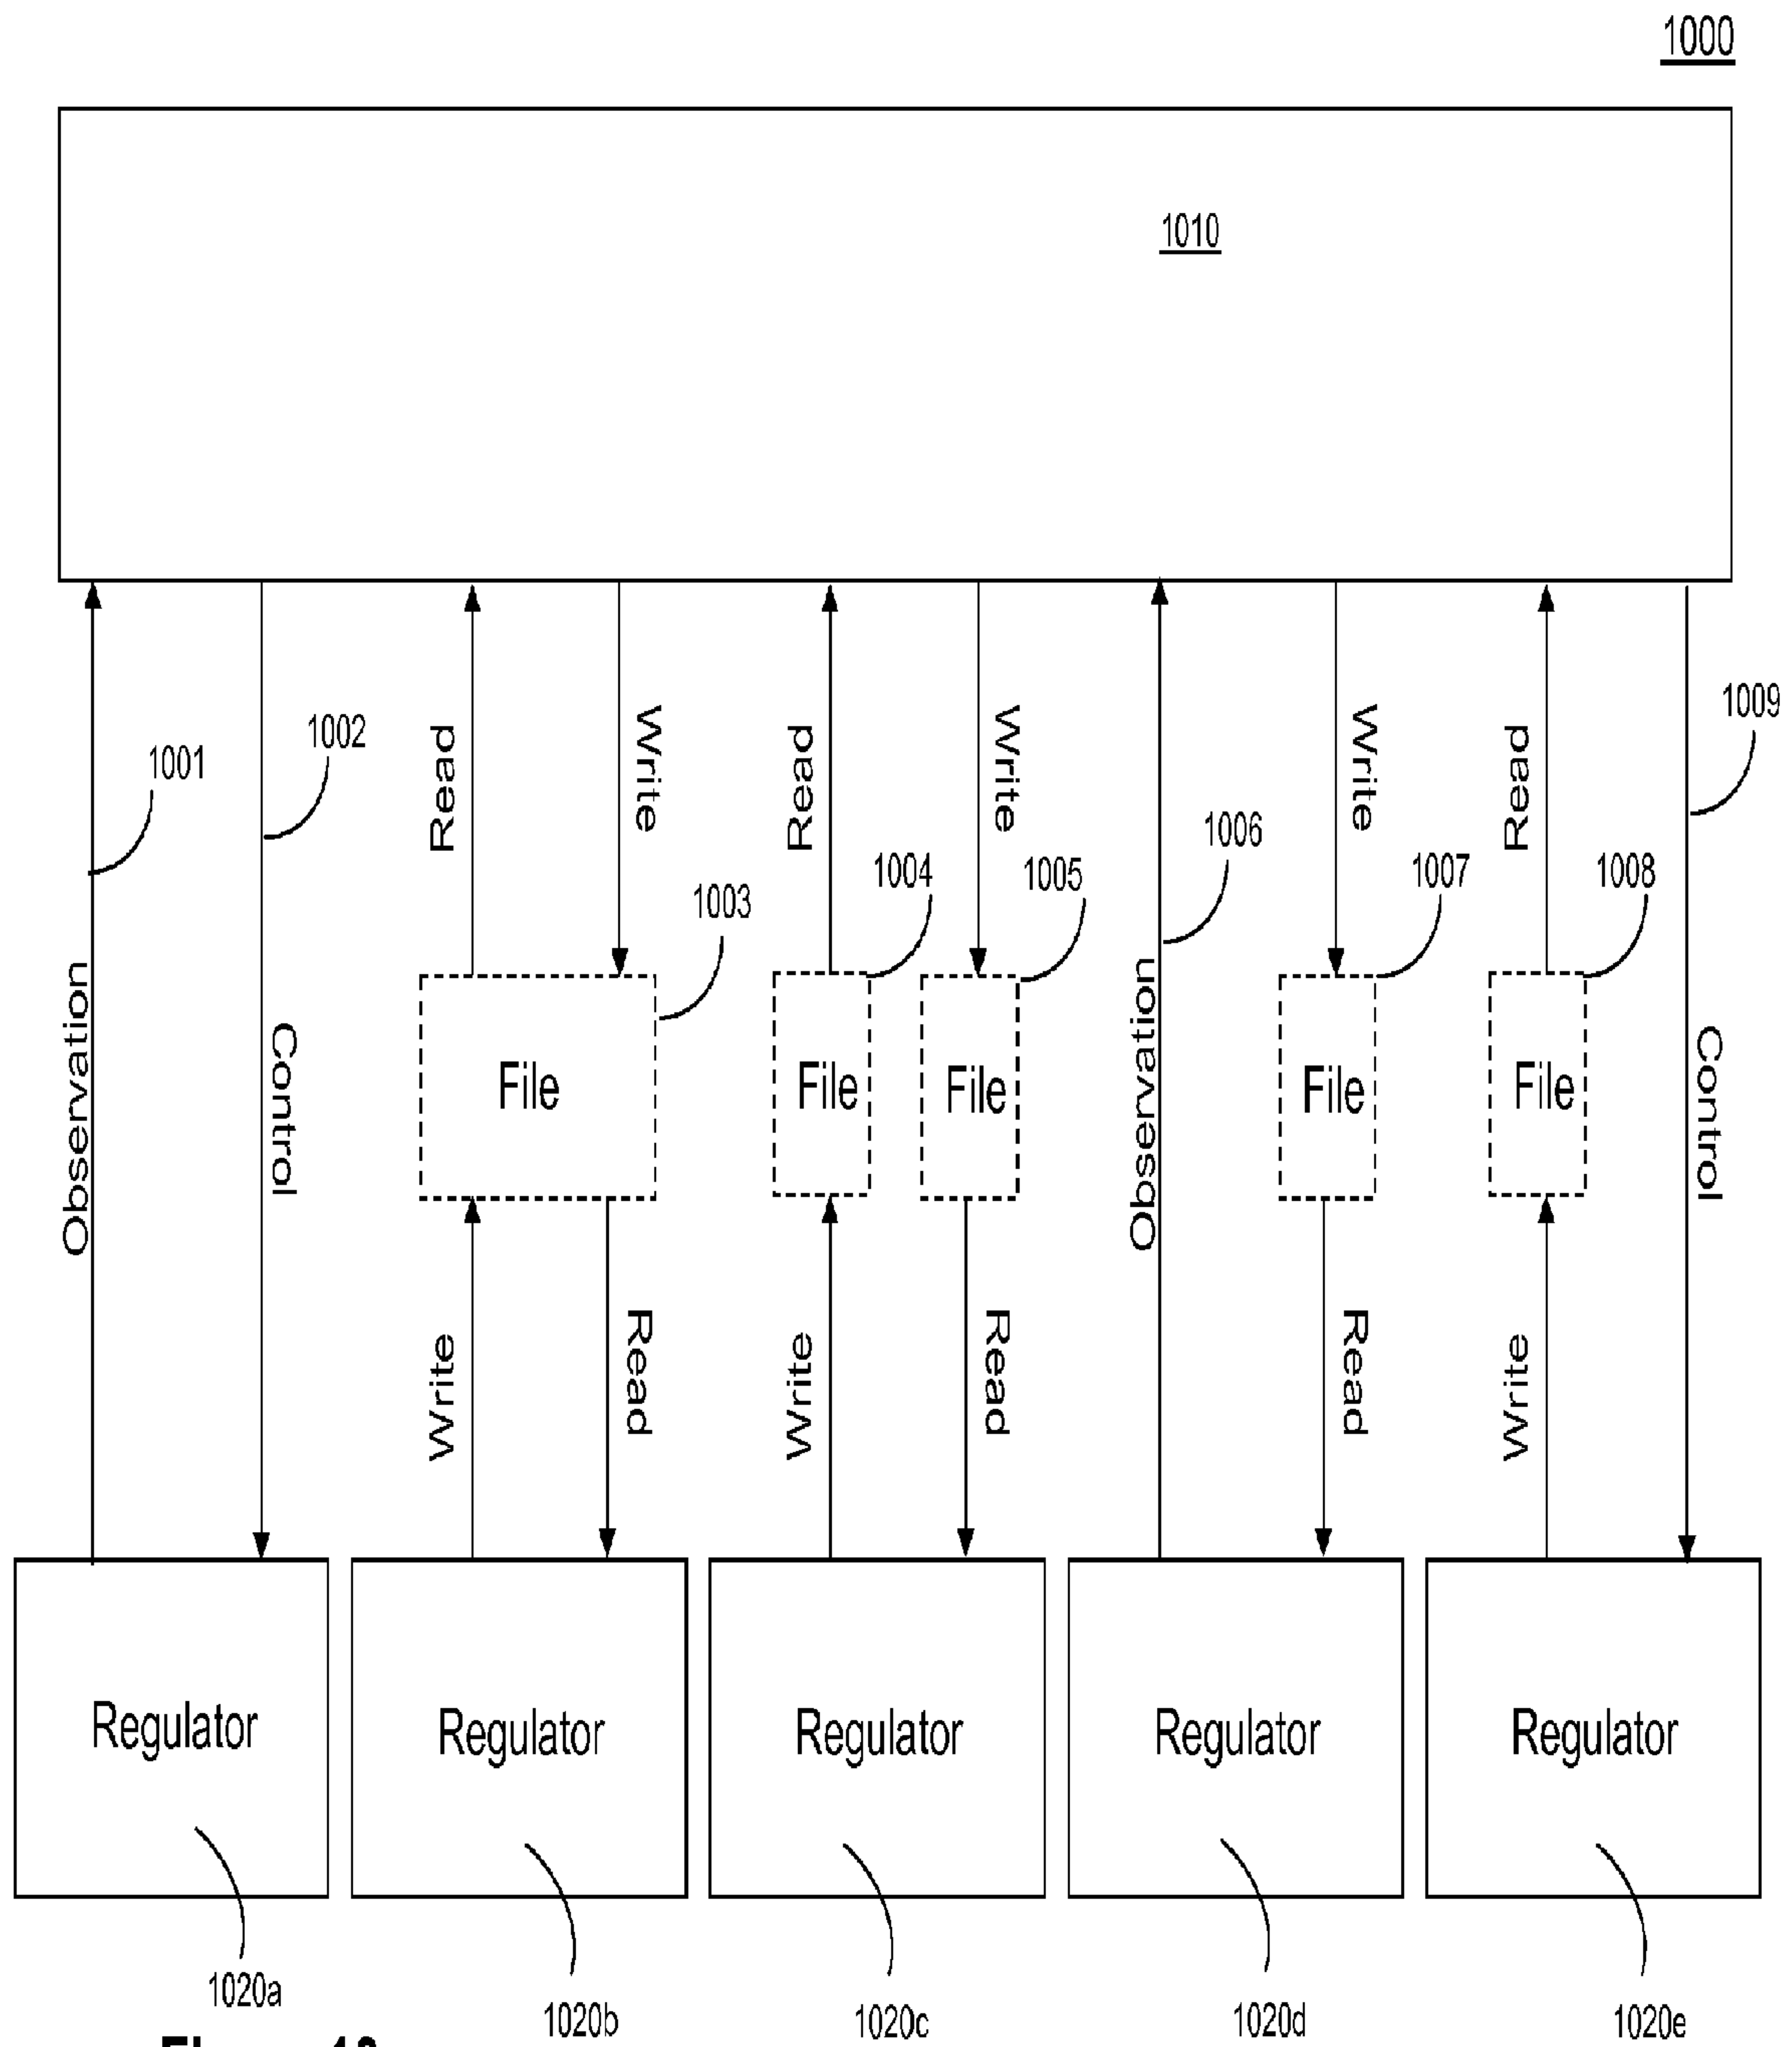 1000
1010
1001
1002
1003
1004
1005
1006
1007
1008
1009
Read
Write
Read
Write
Write
Read
Observation
Control
Observation
Control
File
File
File
File
File
Write
Read
Write
Read
Read
Write
Regulator
Regulator
Regulator
Regulator
Regulator
1020a
1020b
1020c
1020d
1020e